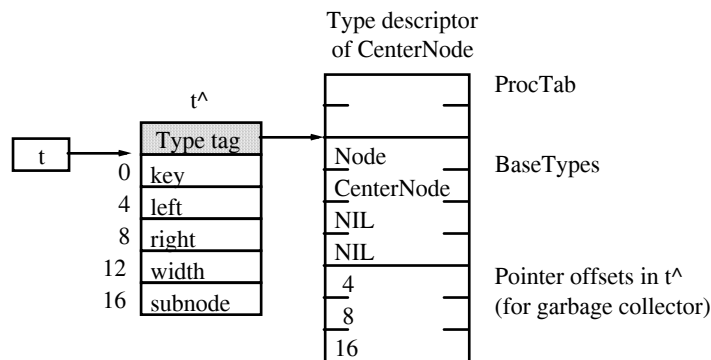 Type descriptor
of CenterNode
ProcTab
t^
t
Type tag
0 key
4 left
8 right
12 width
16 subnode
Node
CenterNode
NIL
NIL
BaseTypes
4
8
16
Pointer offsets in t^
(for garbage collector)